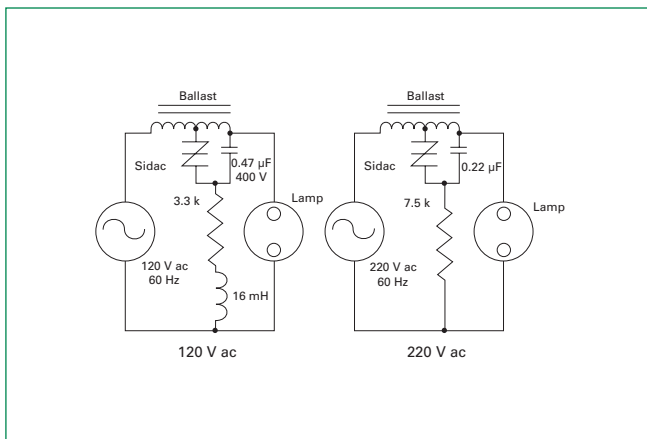 Ballast
Sidac
0.47 µF
400 V
3.3 k
Lamp
120 V ac
60 Hz
16 mH
120 V ac
Ballast
Sidac
0.22 µF
7.5 k
Lamp
220 V ac
60 Hz
220 V ac